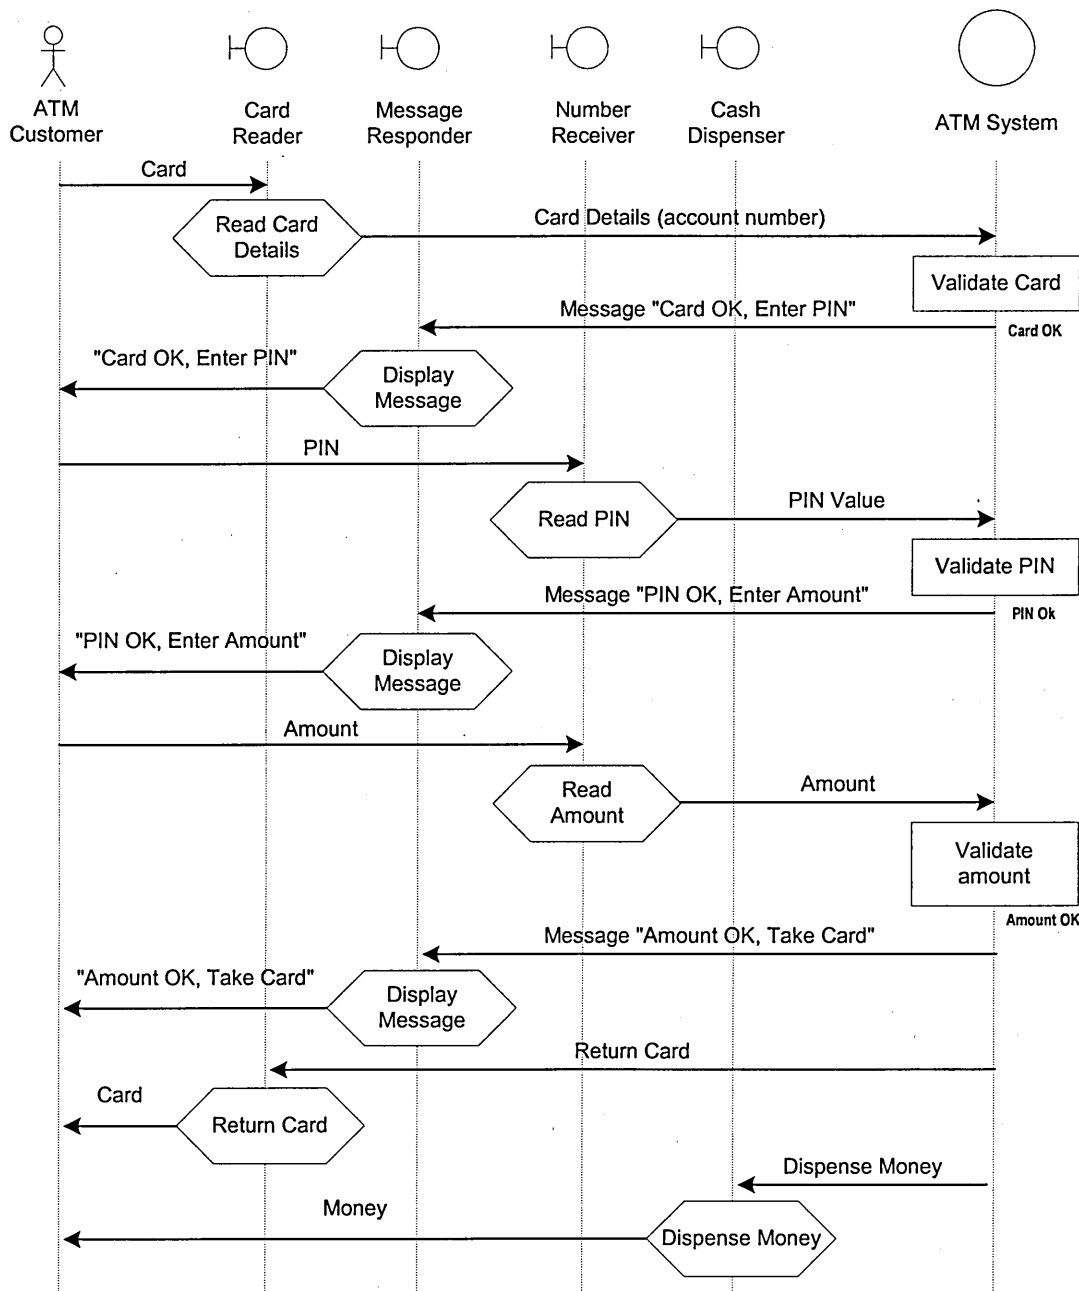 ATM
Customer
Card
Reader
Message
Responder
Number
Receiver
Cash
Dispenser
ATM System
Card
Read Card
Details
Card Details (account number)
Validate Card
Message "Card OK, Enter PIN"
Card OK
"Card OK, Enter PIN"
Display
Message
PIN
Read PIN
PIN Value
Validate PIN
Message "PIN OK, Enter Amount"
PIN Ok
"PIN OK, Enter Amount"
Display
Message
Amount
Read
Amount
Amount
Validate
amount
Amount OK
Message "Amount OK, Take Card"
"Amount OK, Take Card"
Display
Message
Return Card
Card
Return Card
Dispense Money
Money
Dispense Money